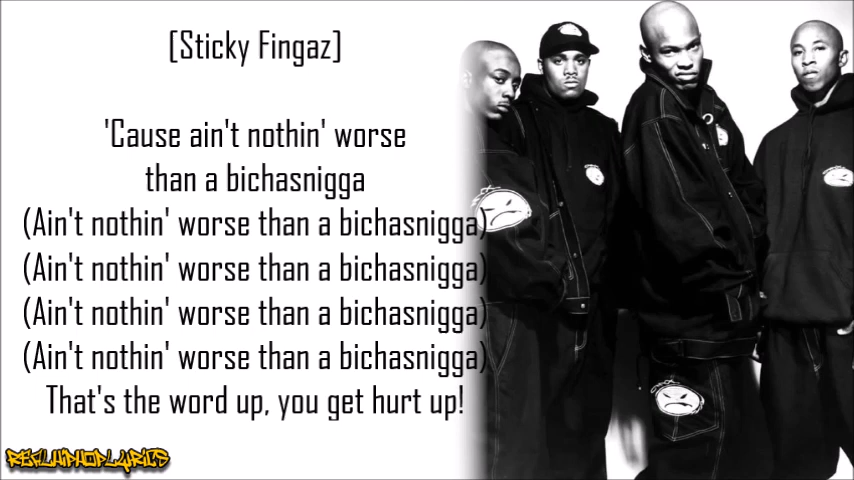 [Sticky Fingaz]
'Cause ain't nothin' worse
than a bichasnigga
(Ain't nothin' worse than a bichasnigga)
(Ain't nothin' worse than a bichasnigga)
(Ain't nothin' worse than a bichasnigga)
(Ain't nothin' worse than a bichasnigga)
That's the word up, you get hurt up!
REALHIPHOPLYRICS